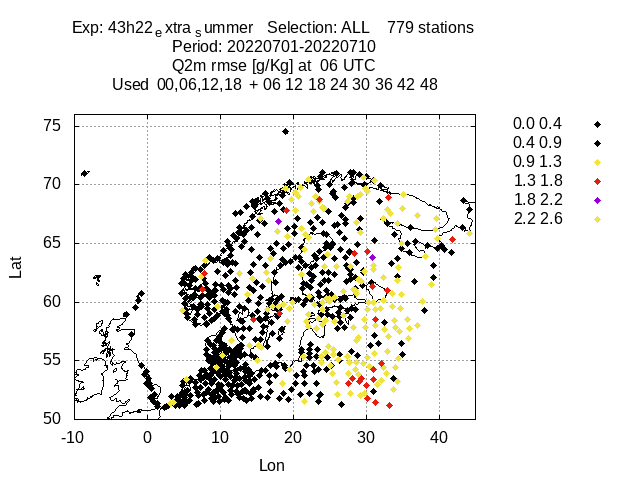 Exp: 43h22extrasummer   Selection: ALL    779 stations
Period: 20220701-20220710
Q2m rmse [g/Kg] at  06 UTC
Used  00,06,12,18  + 06 12 18 24 30 36 42 48
75
70
65
60
55
50
-10 0 10 20 30 40
Lat
Lon
0.0 0.4
0.4 0.9
0.9 1.3
1.3 1.8
1.8 2.2
2.2 2.6